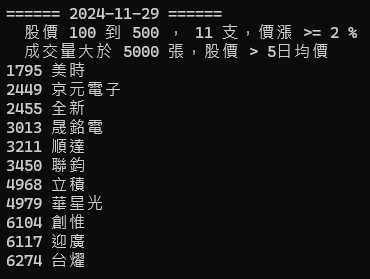 ====== 2024-11-29 ======
股價 100 到 500 , 11 支，價漲 >= 2 %
成交量大於 5000 張，股價 > 5日均價
1795 美時
2449 京元電子
2455 全新
3013 晟銘電
3211 順達
3450 聯鈞
4968 立積
4979 華星光
6104 創惟
6117 迎廣
6274 台燿